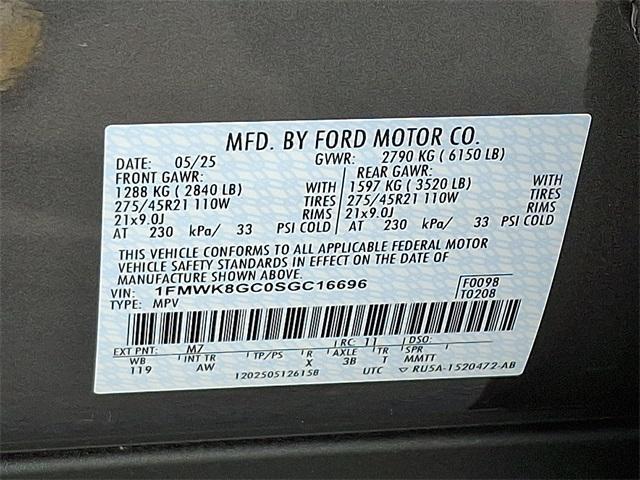 MFD. BY FORD MOTOR CO.
DATE: 05/25 GVWR: 2790 KG ( 6150 LB)
FRONT GAWR: REAR GAWR:
1288 KG ( 2840 LB) WITH 1597 KG ( 3520 LB) WITH
275/45R21 110W TIRES 275/45R21 110W TIRES
21x9.0J RIMS 21x9.0J RIMS
AT 230 kPa/ 33 PSI COLD AT 230 kPa/ 33 PSI COLD
THIS VEHICLE CONFORMS TO ALL APPLICABLE FEDERAL MOTOR
VEHICLE SAFETY STANDARDS IN EFFECT ON THE DATE OF
MANUFACTURE SHOWN ABOVE.
VIN: 1FMWK8GC0SGC16696 F0098
TYPE: MPV T0208
EXT PNT: M7 RC: 11 DSO:
WB INT TR TP/PS R AXLE TR SPR
119 AW X 3B T MMTT
1202505126158 UTC RU5A-1520472-AB